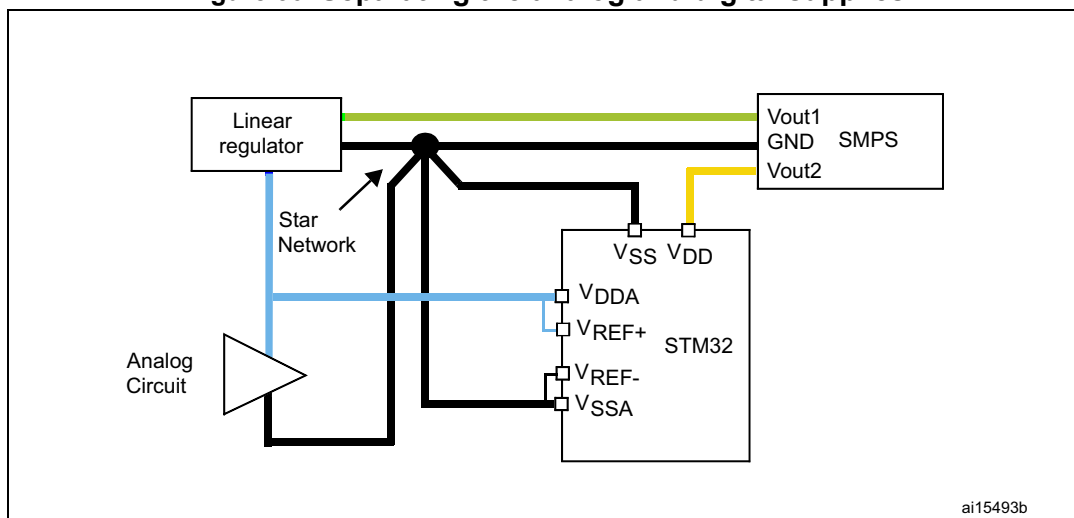 Linear
regulator
Vout1
GND
SMPS
Vout2
Star
Network
VSS
VDD
VDDA
VREF+
STM32
Analog
Circuit
VREF-
VSSA
ai15493b